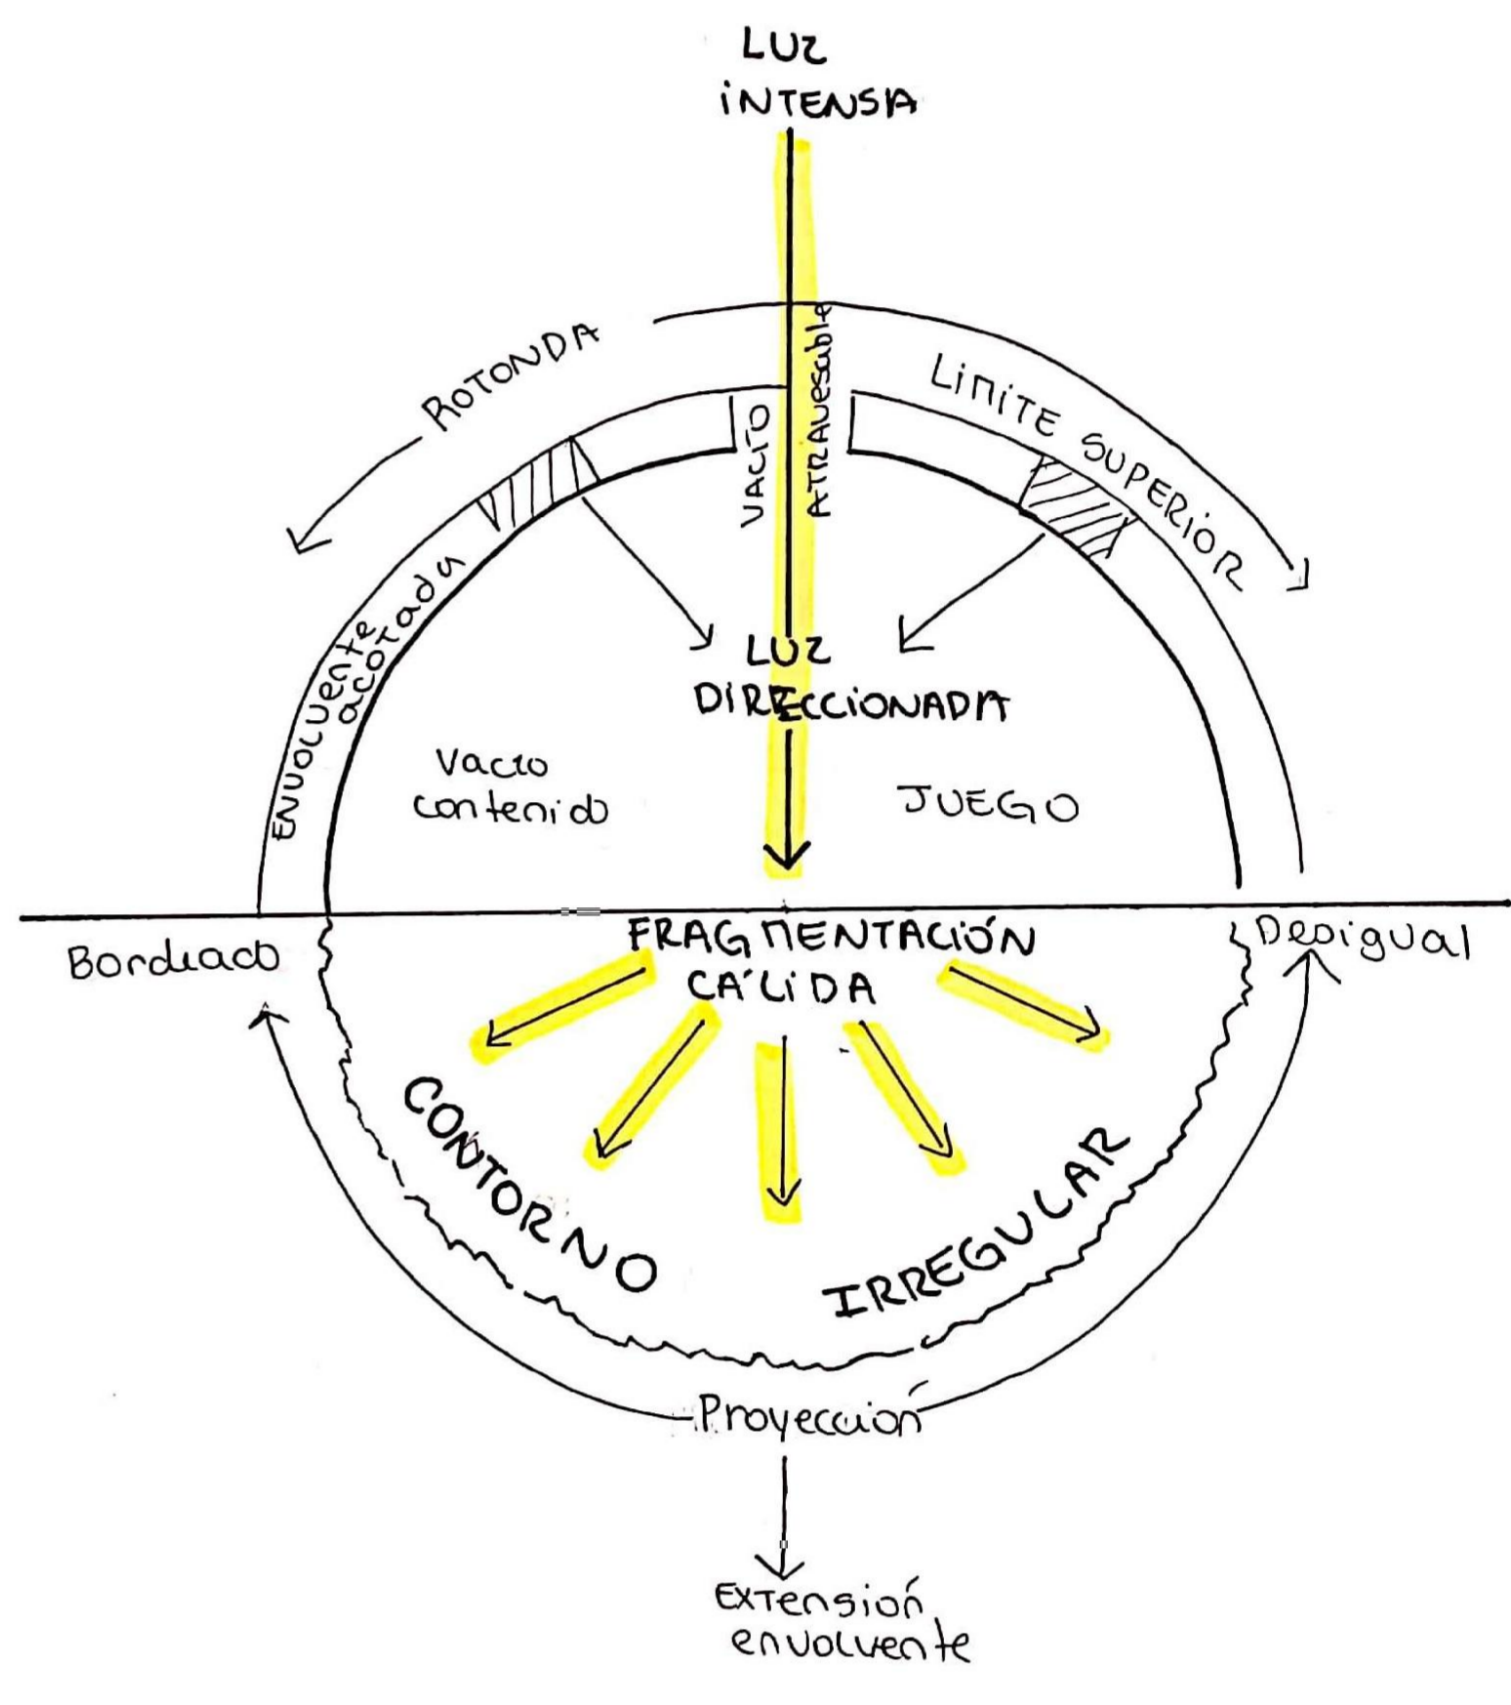 LUZ
iNTENSA
ROTONDA
LiMiTE SUPERiOR
VACiO
ATRAVESable
ENVOLVente
acotada
LUZ
DIRECCiONADA
Vacio
contenido
JUEGO
FRAGMENTACiÓN
CÁLiDA
Bordeado
Desigual
CONTORNO
IRREGULAR
Proyección
Extensión
envolvente